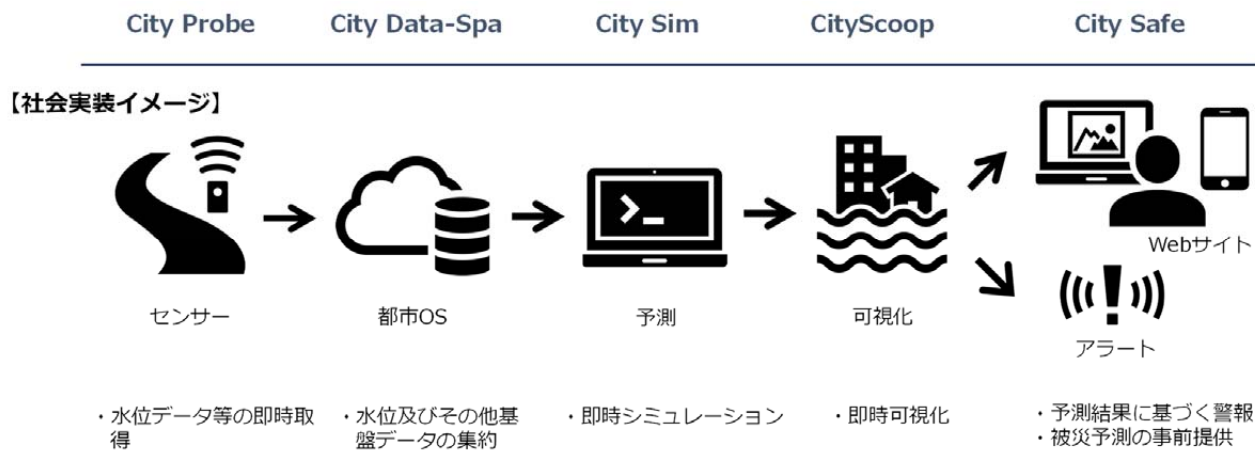 City Probe
City Data-Spa
City Sim
CityScoop
City Safe
【社会実装イメージ】
Webサイト
センサー
都市OS
予測
可視化
アラート
・水位データ等の即時取
得
・水位及びその他基
盤データの集約
・即時シミュレーション
・即時可視化
・予測結果に基づく警報
・被災予測の事前提供